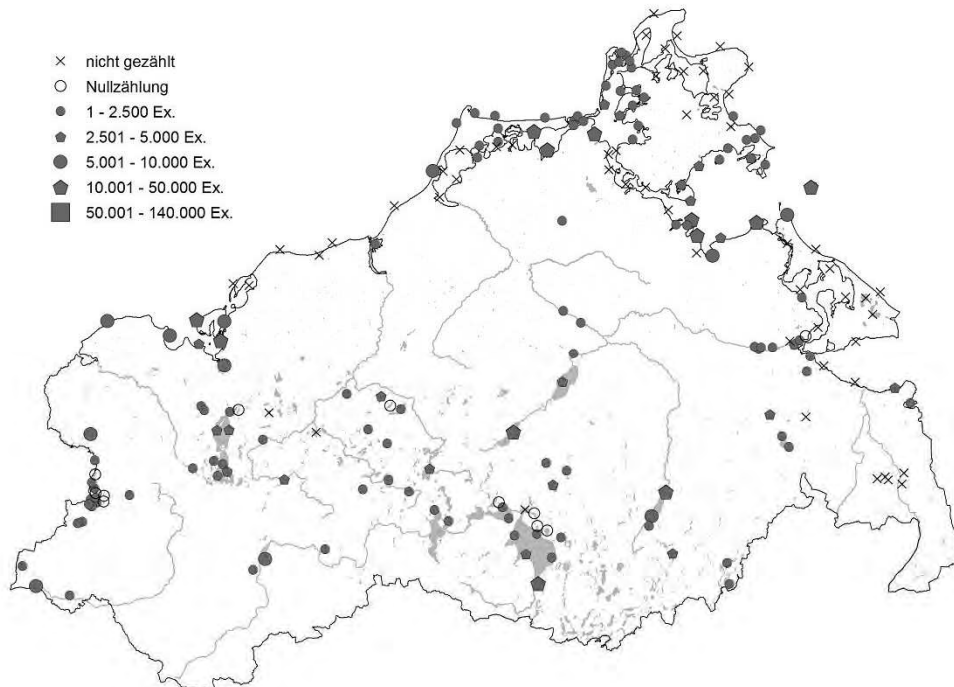 nicht gezählt
Nullzählung
1 - 2.500 Ex.
2.501 - 5.000 Ex.
5.001 - 10.000 Ex.
10.001 - 50.000 Ex.
50.001 - 140.000 Ex.